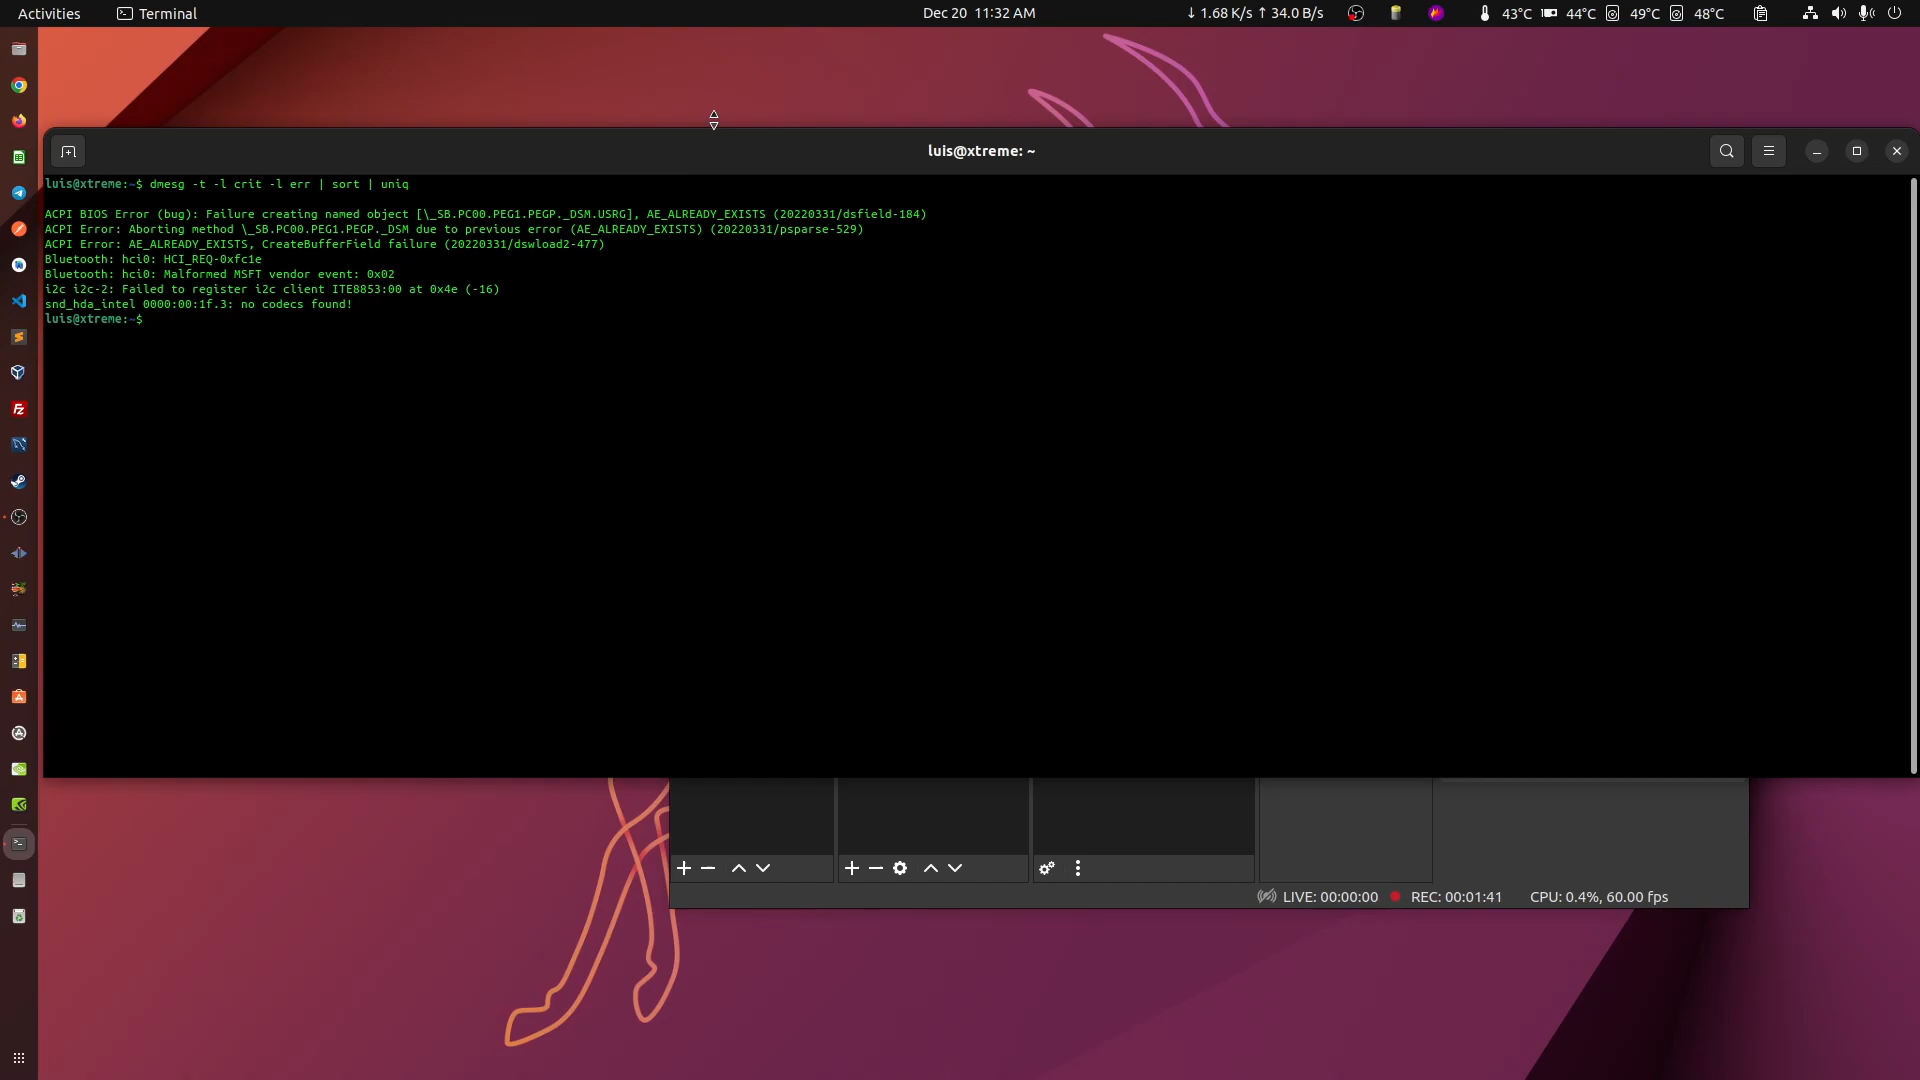 Activities
Terminal
Dec 20 11:32 AM
↓ 1.68 K/s ↑ 34.0 B/s
43°C
44°C
49°C
48°C
luis@xtreme: ~
luis@xtreme:~$ dmesg -t -l crit -l err | sort | uniq
ACPI BIOS Error (bug): Failure creating named object [\_SB.PC00.PEG1.PEGP._DSM.USRG], AE_ALREADY_EXISTS (20220331/dsfield-184)
ACPI Error: Aborting method \_SB.PC00.PEG1.PEGP._DSM due to previous error (AE_ALREADY_EXISTS) (20220331/psparse-529)
ACPI Error: AE_ALREADY_EXISTS, CreateBufferField failure (20220331/dswload2-477)
Bluetooth: hci0: HCI_REQ-0xfc1e
Bluetooth: hci0: Malformed MSFT vendor event: 0x02
i2c i2c-2: Failed to register i2c client ITE8853:00 at 0x4e (-16)
snd_hda_intel 0000:00:1f.3: no codecs found!
luis@xtreme:~$
LIVE: 00:00:00
REC: 00:01:41
CPU: 0.4%, 60.00 fps